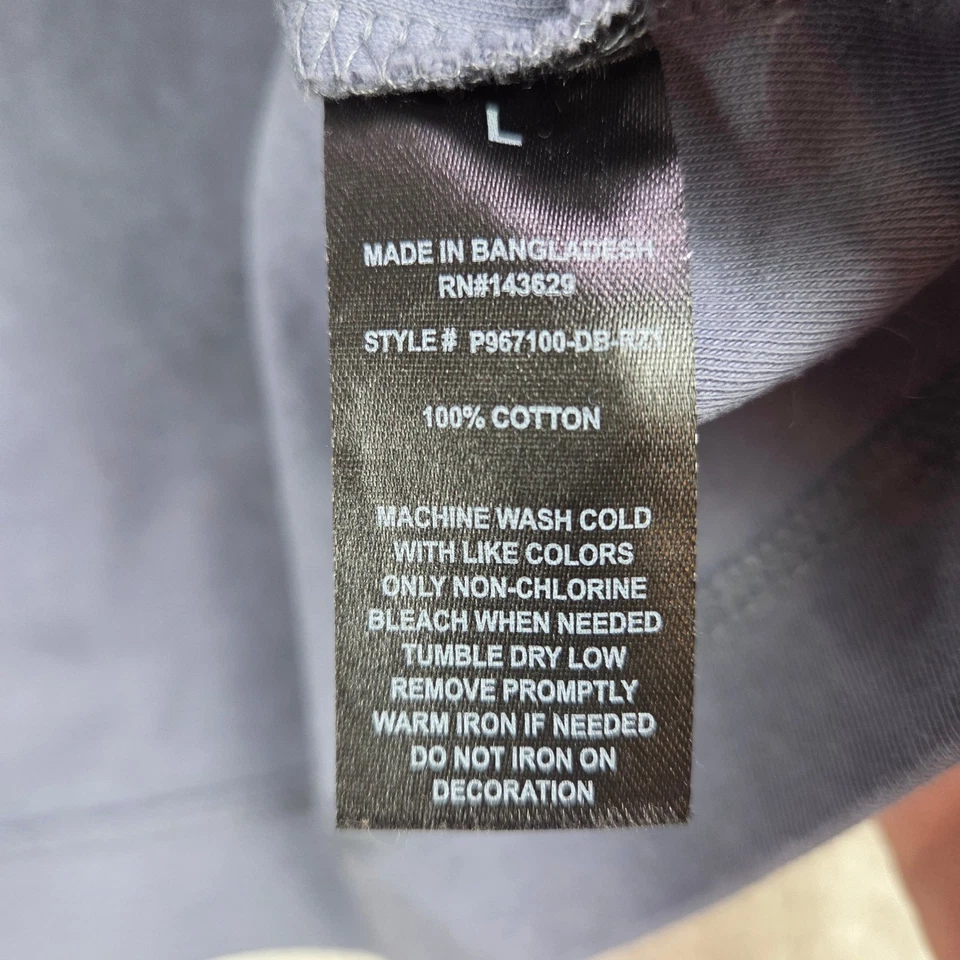 L
MADE IN BANGLADESH
RN#143629
STYLE# P967100-DB-RZ1
100% COTTON
MACHINE WASH COLD
WITH LIKE COLORS
ONLY NON-CHLORINE
BLEACH WHEN NEEDED
TUMBLE DRY LOW
REMOVE PROMPTLY
WARM IRON IF NEEDED
DO NOT IRON ON
DECORATION